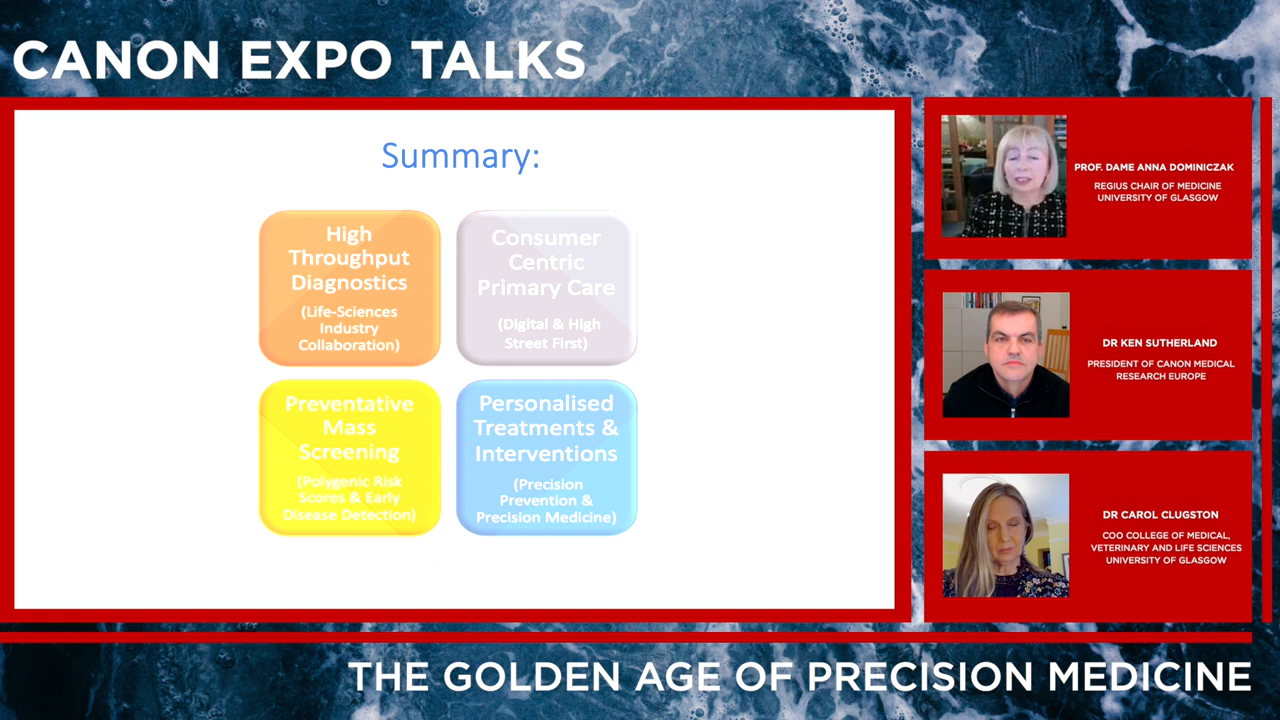 CANON EXPO TALKS
Summary:
High
Throughput
Diagnostics
(Life-Sciences
Industry
Collaboration)
Consumer
Centric
Primary Care
(Digital & High
Street First)
Preventative
Mass
Screening
(Polygenic Risk
Scores & Early
Disease Detection)
Personalised
Treatments &
Interventions
(Precision
Prevention &
Precision Medicine)
PROF. DAME ANNA DOMINICZAK
REGIUS CHAIR OF MEDICINE
UNIVERSITY OF GLASGOW
DR KEN SUTHERLAND
PRESIDENT OF CANON MEDICAL
RESEARCH EUROPE
DR CAROL CLUGSTON
COO COLLEGE OF MEDICAL,
VETERINARY AND LIFE SCIENCES
UNIVERSITY OF GLASGOW
THE GOLDEN AGE OF PRECISION MEDICINE